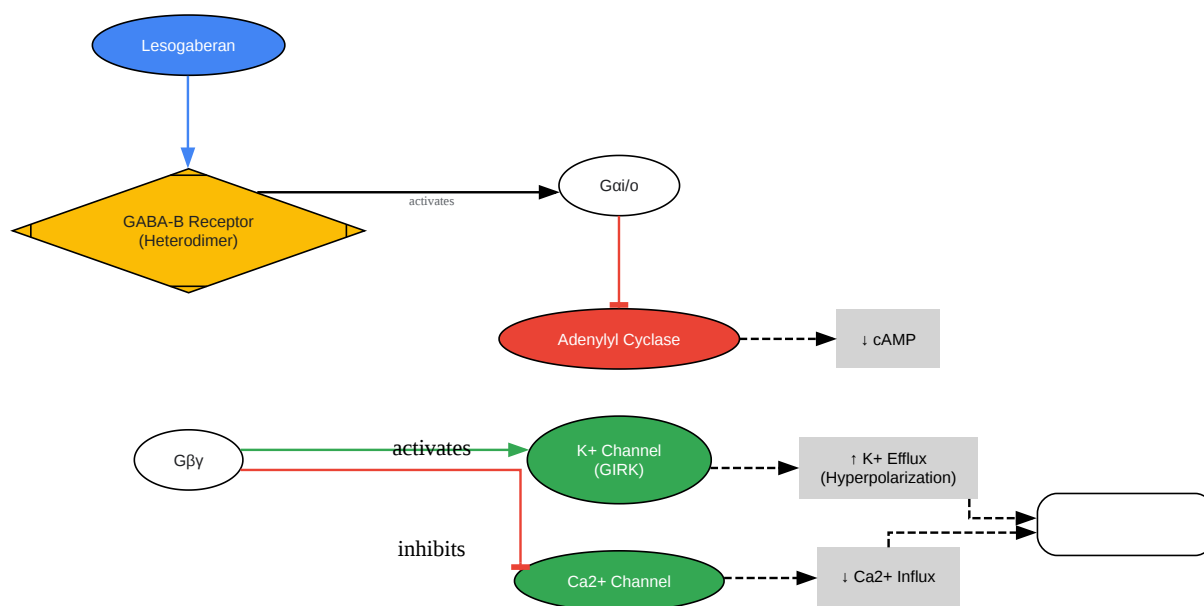 Lesogaberan
GABA-B Receptor
(Heterodimer)
activates
Gαi/o
Adenylyl Cyclase
↓ cAMP
Gβγ
activates
K+ Channel
(GIRK)
↑ K+ Efflux
(Hyperpolarization)
inhibits
Ca2+ Channel
↓ Ca2+ Influx